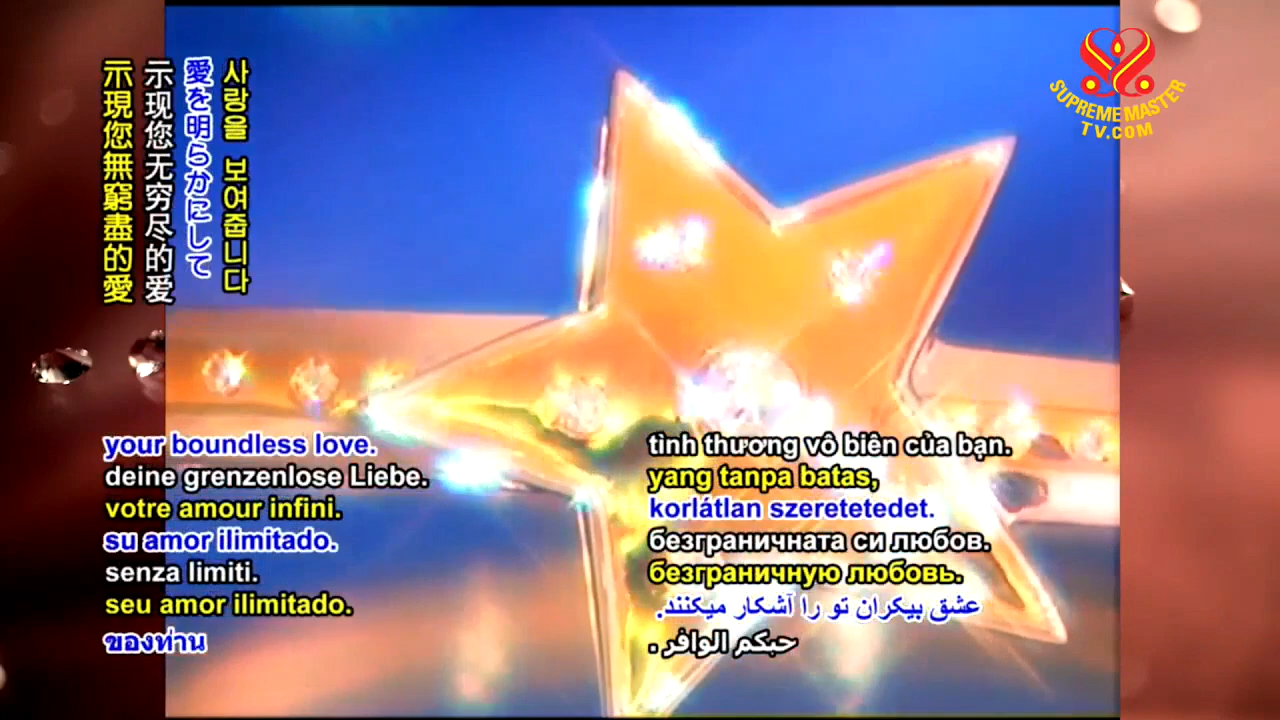 사랑을 보여줍니다
愛を明らかにして
示现您无穷尽的爱
示現您無窮盡的愛
SUPREME MASTER
TV.COM
your boundless love.
deine grenzenlose Liebe.
votre amour infini.
su amor ilimitado.
senza limiti.
seu amor ilimitado.
ของท่าน
tình thương vô biên của bạn.
yang tanpa batas,
korlátlan szeretetedet.
безграничната си любов.
безграничную любовь.
عشق بیکران تو را آشکار میکنند.
حبكم الوافر .